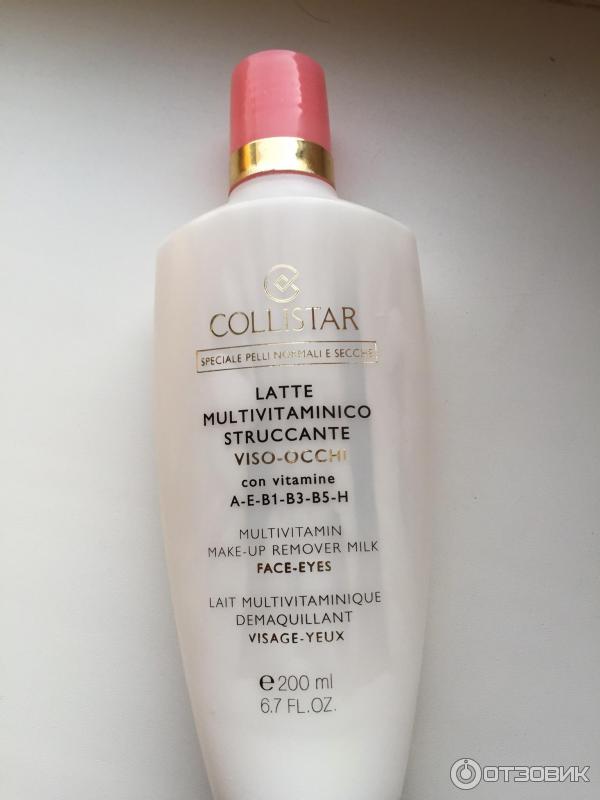 COLLISTAR
SPECIALE PELLI NORMALI E SECCHE
LATTE
MULTIVITAMINICO
STRUCCANTE
VISO-OCCHI
con vitamine
A-E-B1-B3-B5-H
MULTIVITAMIN
MAKE-UP REMOVER MILK
FACE-EYES
LAIT MULTIVITAMINIQUE
DEMAQUILLANT
VISAGE-YEUX
e 200 ml
6.7 FL.OZ.
ОТЗОВИК